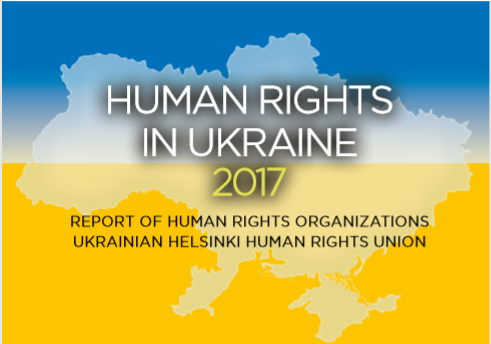 HUMAN RIGHTS
IN UKRAINE
2017
REPORT OF HUMAN RIGHTS ORGANIZATIONS
UKRAINIAN HELSINKI HUMAN RIGHTS UNION